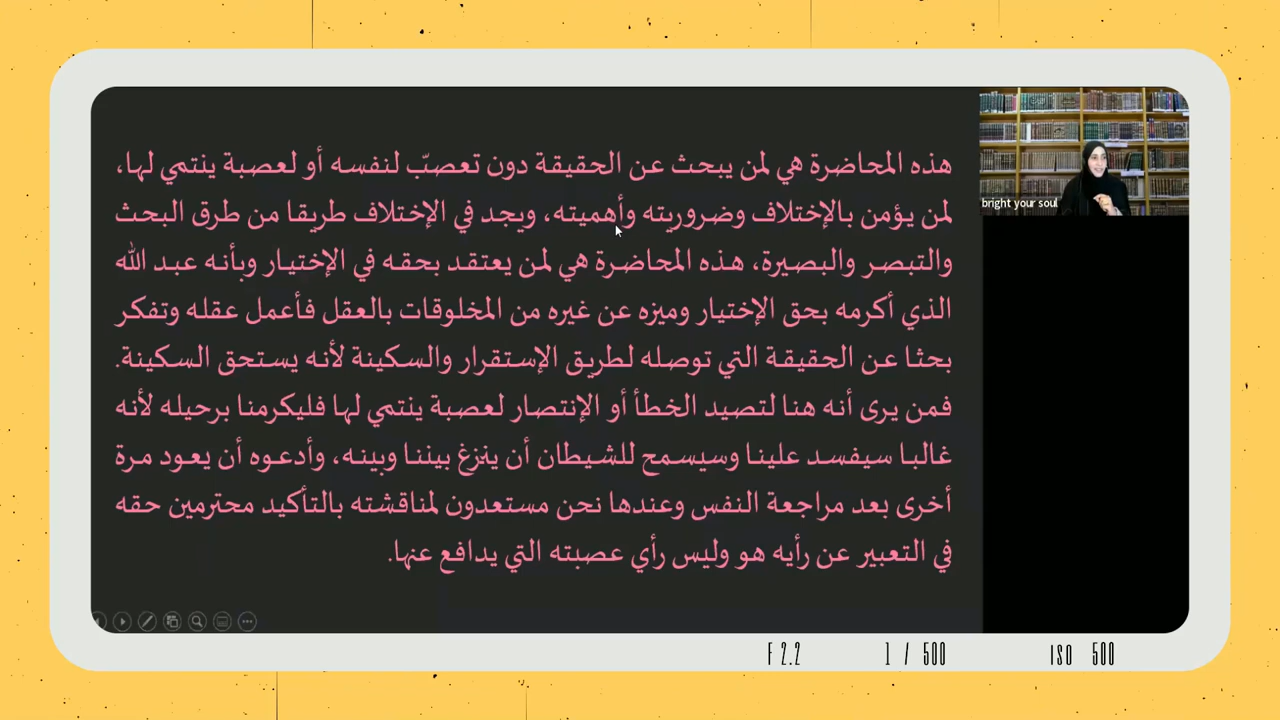 هذه المحاضرة هي لمن يبحث عن الحقيقة دون تعصبّ لنفسه أو لعصبة ينتمي لها،
لمن يؤمن بالإختلاف وضروريته وأهميته، ويجد في الإختلاف طريقا من طرق البحث
والتبصر والبصيرة، هذه المحاضرة هي لمن يعتقد بحقه في الإختيار وبأنه عبد الله
الذي أكرمه بحق الإختيار وميزه عن غيره من المخلوقات بالعقل فأعمل عقله وتفكر
بحثا عن الحقيقة التي توصله لطريق الإستقرار والسكينة لأنه يستحق السكينة.
فمن يرى أنه هنا لتصيد الخطأ أو الإنتصار لعصبة ينتمي لها فليكرمنا برحيله لأنه
غالبا سيفسد علينا وسيسمح للشيطان أن ينزغ بيننا وبينه، وأدعوه أن يعود مرة
أخرى بعد مراجعة النفس وعندها نحن مستعدون لمناقشته بالتأكيد محترمين حقه
في التعبير عن رأيه هو وليس رأي عصبته التي يدافع عنها.
bright your soul
F 2.2 1 / 500 ISO 500